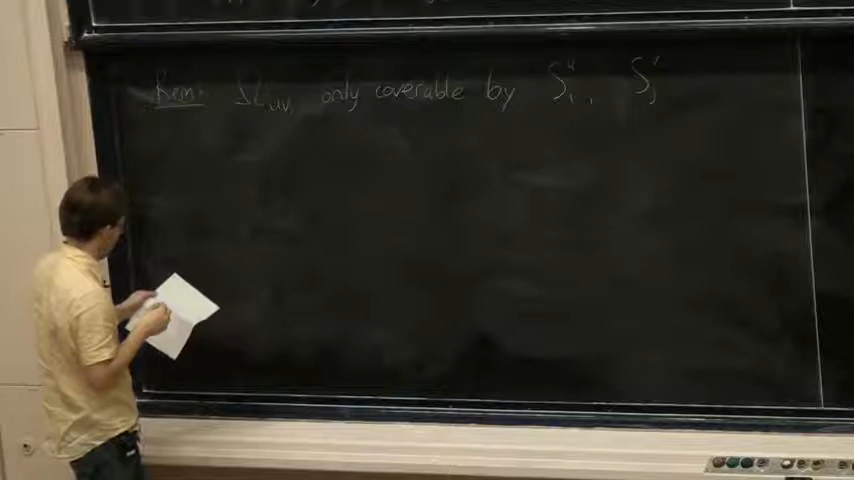 Rem: Ω_uv, only coverable by S_i^u, S_j^v